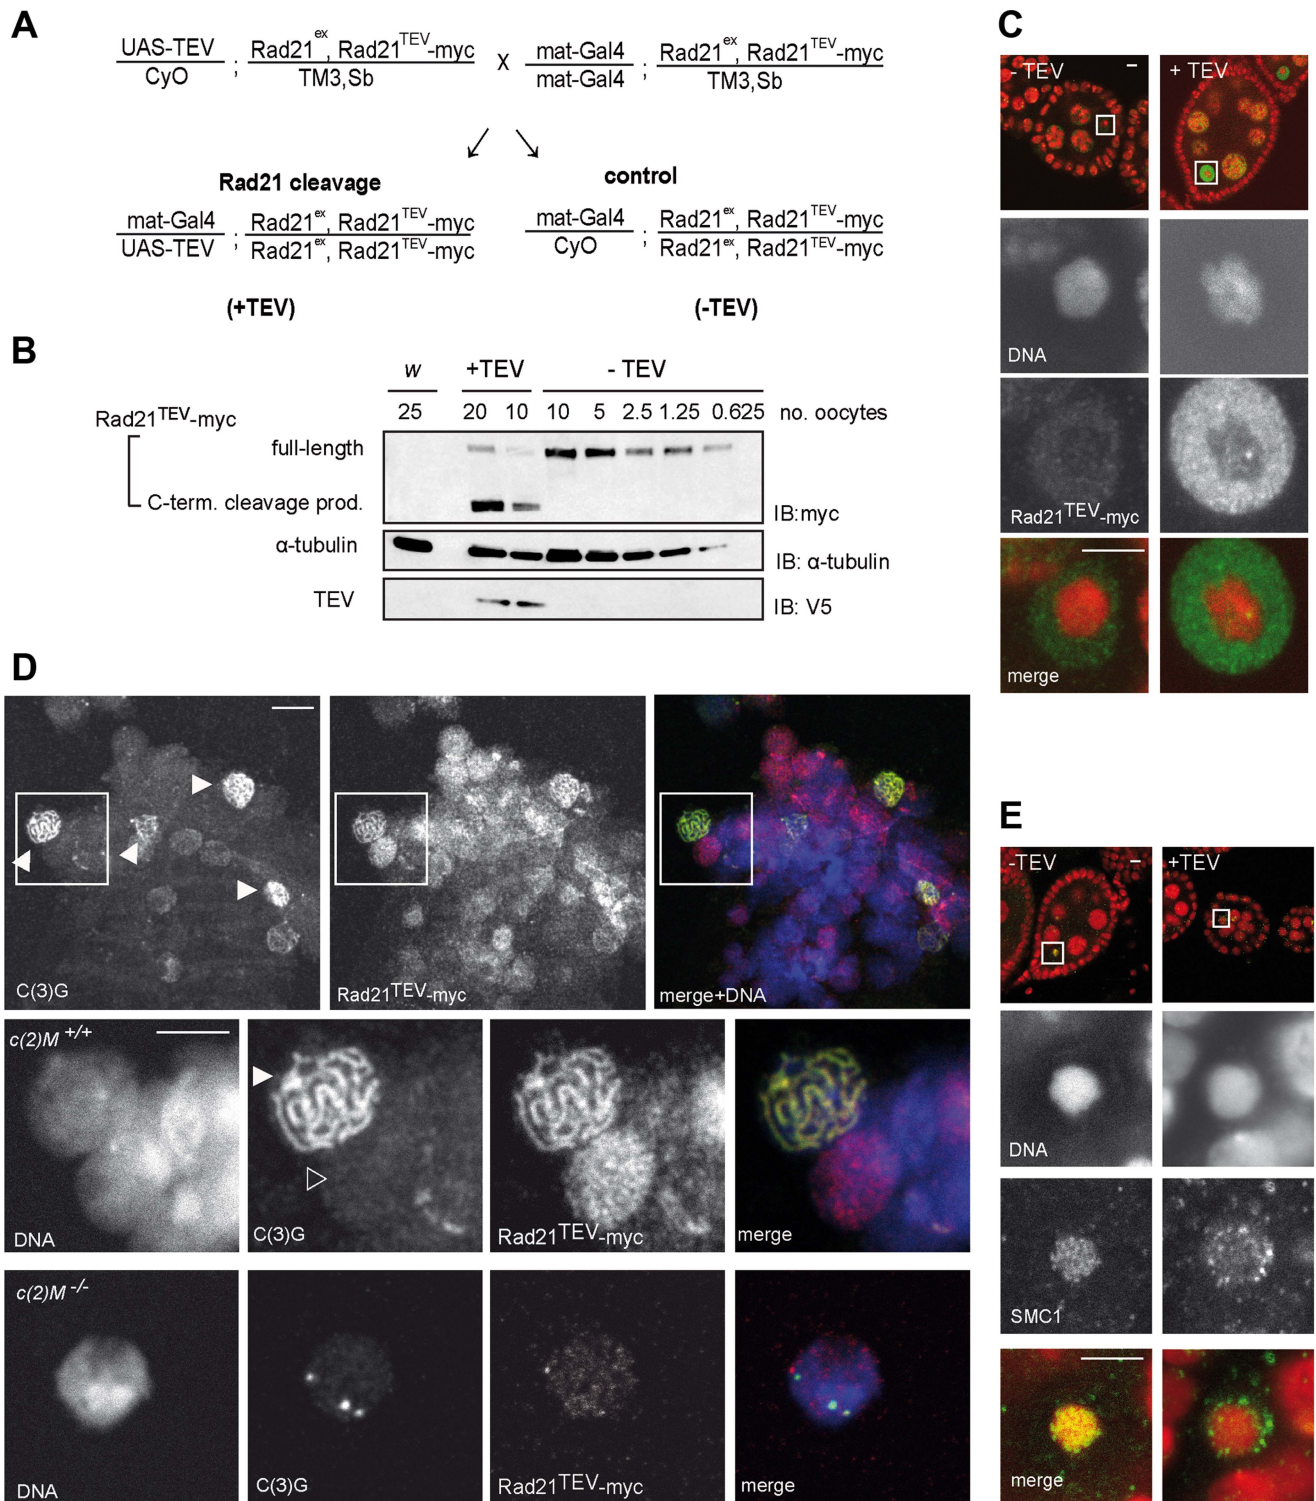 A
UAS-TEV
CyO
;
Rad21ex, Rad21TEV-myc
TM3,Sb
X
mat-Gal4
mat-Gal4
;
Rad21ex, Rad21TEV-myc
TM3,Sb
Rad21 cleavage
mat-Gal4
UAS-TEV
;
Rad21ex, Rad21TEV-myc
Rad21ex, Rad21TEV-myc
(+TEV)
control
mat-Gal4
CyO
;
Rad21ex, Rad21TEV-myc
Rad21ex, Rad21TEV-myc
(-TEV)
B
w +TEV - TEV
25 20 10 10 5 2.5 1.25 0.625 no. oocytes
Rad21TEV-myc
full-length
C-term. cleavage prod.
IB:myc
α-tubulin
IB: α-tubulin
TEV
IB: V5
C
- TEV
+ TEV
DNA
Rad21TEV-myc
merge
D
C(3)G
Rad21TEV-myc
merge+DNA
c(2)M +/+
DNA
C(3)G
Rad21TEV-myc
merge
c(2)M -/-
DNA
C(3)G
Rad21TEV-myc
merge
E
-TEV
+TEV
DNA
SMC1
merge